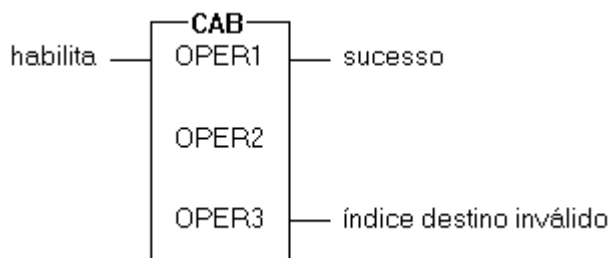 CAB
habilita OPER1 sucesso
OPER2
OPER3 índice destino inválido